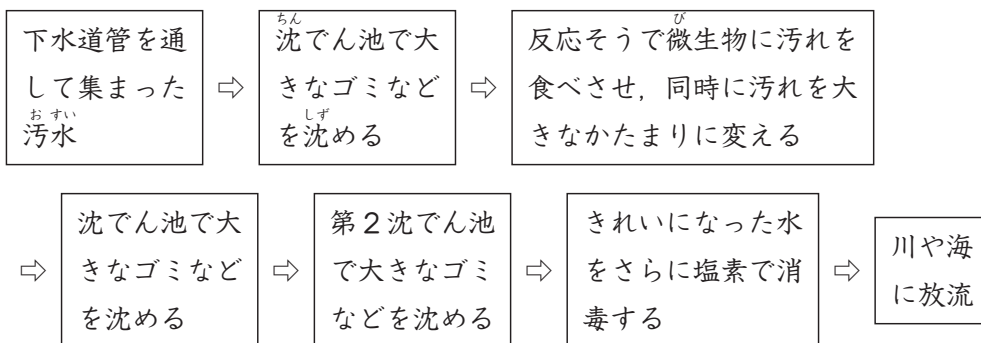 下水道管を通
して集まった
汚水
おすい
⇨
沈でん池で大
ちん
きなゴミなど
を沈める
しず
⇨
反応そうで微生物に汚れを
び
食べさせ，同時に汚れを大
きなかたまりに変える
⇨
沈でん池で大
きなゴミなど
を沈める
⇨
第2沈でん池
で大きなゴミ
などを沈める
⇨
きれいになった水
をさらに塩素で消
毒する
⇨
川や海
に放流